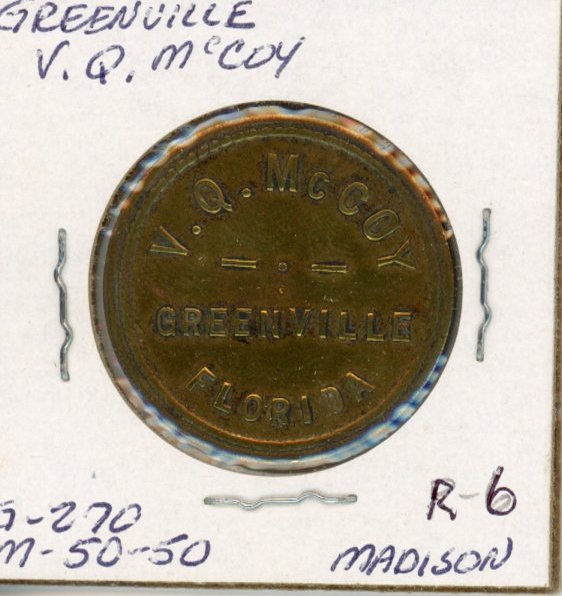 GREENVILLE
V. Q. McCOY
V. Q. McCOY
GREENVILLE
FLORIDA
R-6
-270
M-50-50
MADISON